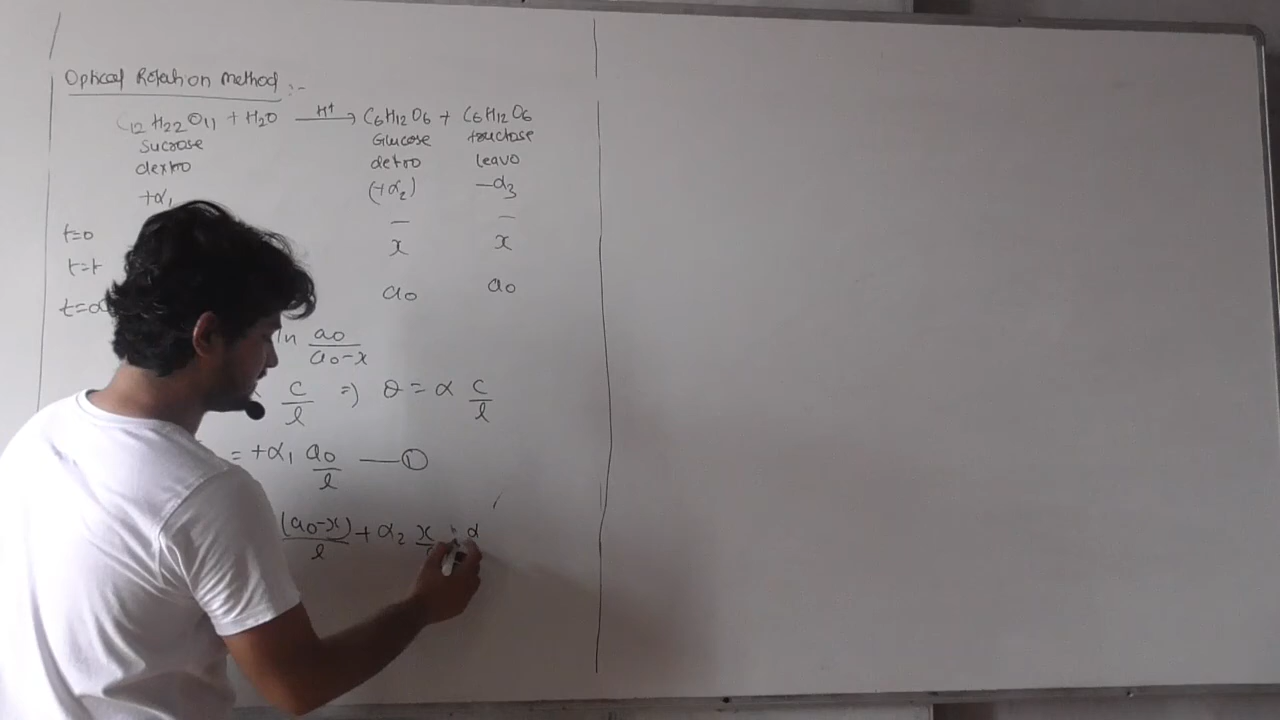 Optical Rotation method :-
C12 H22 O11 + H2O —H+→ C6H12O6 + C6H12O6
Sucrose Glucose fructose
dextro detro leavo
+α1 (+α2) -α3
t=0 — —
t=t x x
t=∞ a0 a0
ln a0/(a0-x)
c/l => θ = α c/l
= +α1 a0/l — ①
(a0-x)/l + α2 x/l + α